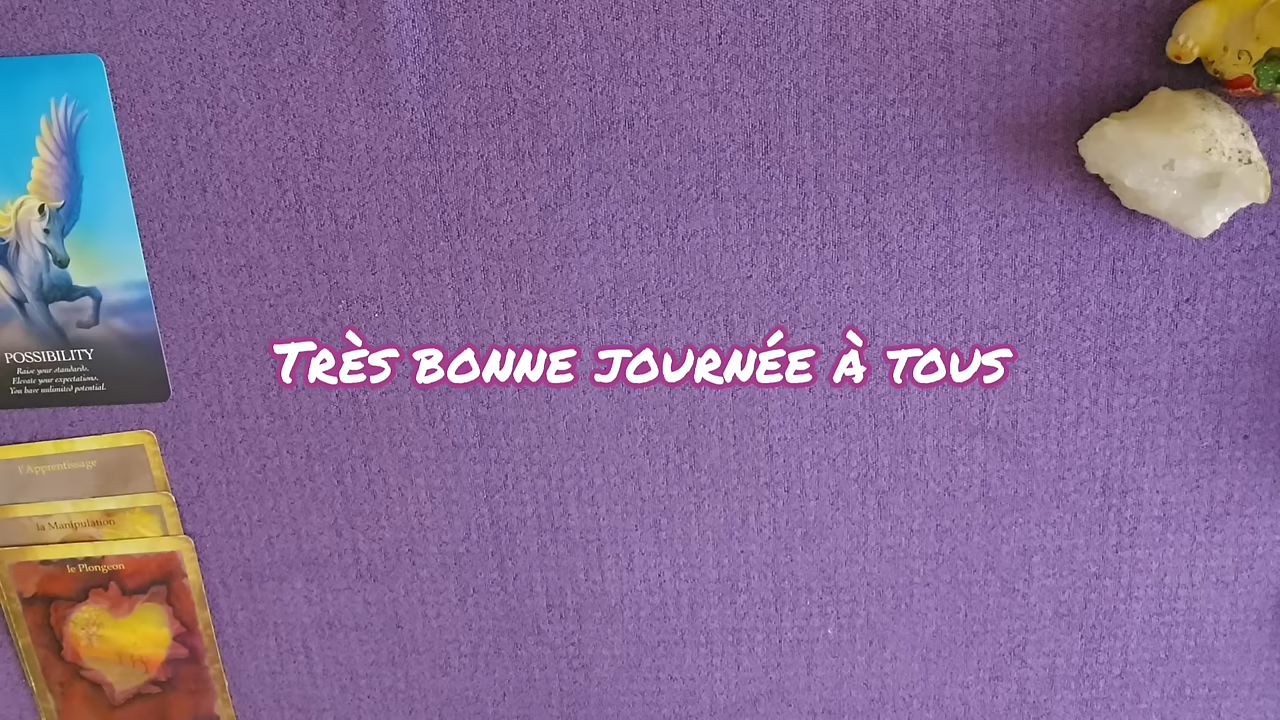 POSSIBILITY
Raise your standards.
Elevate your expectations.
You have unlimited potential.
Très bonne journée à tous
l'Apprentissage
la Manipulation
le Plongeon